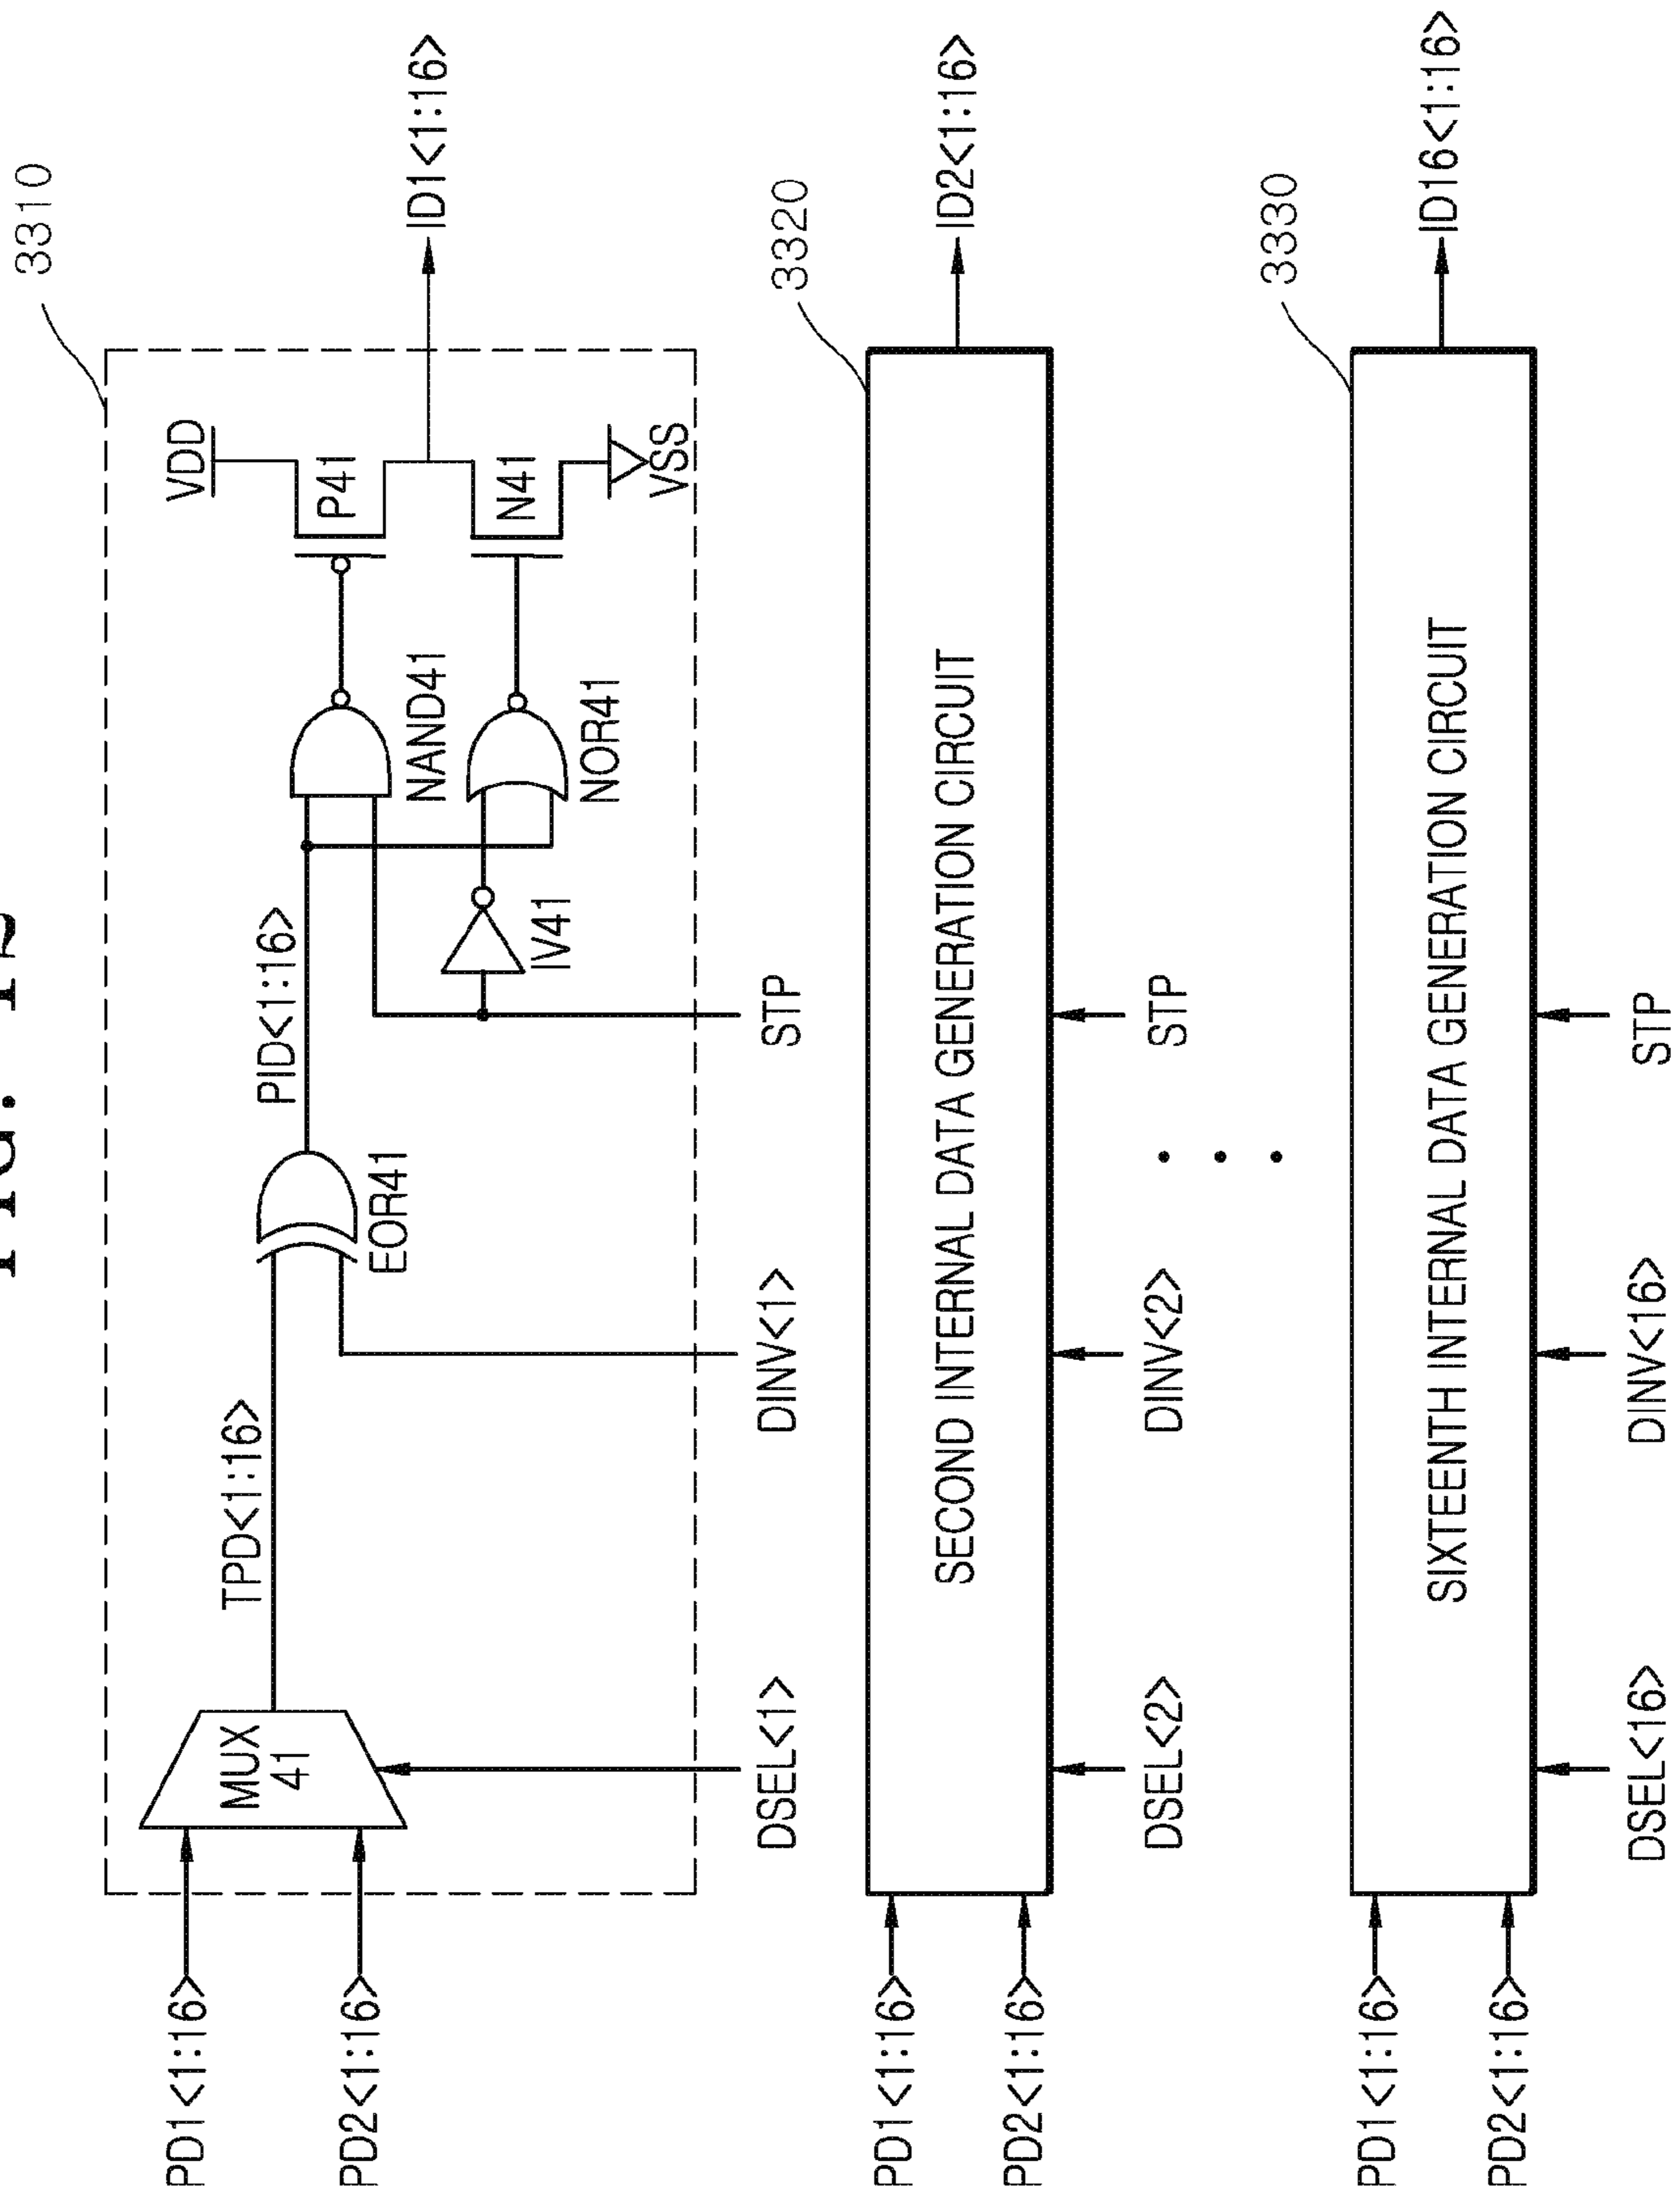 FIG. 12
3310
VDD
PD1<1:16>
MUX
41
TPD<1:16>
PID<1:16>
P41
PD2<1:16>
EOR41
NAND41
ID1<1:16>
N41
IV41
NOR41
VSS
DSEL<1>
DINV<1>
STP
3320
PD1<1:16>
SECOND INTERNAL DATA GENERATION CIRCUIT
ID2<1:16>
PD2<1:16>
DSEL<2>
DINV<2>
STP
3330
PD1<1:16>
SIXTEENTH INTERNAL DATA GENERATION CIRCUIT
ID16<1:16>
PD2<1:16>
DSEL<16>
DINV<16>
STP